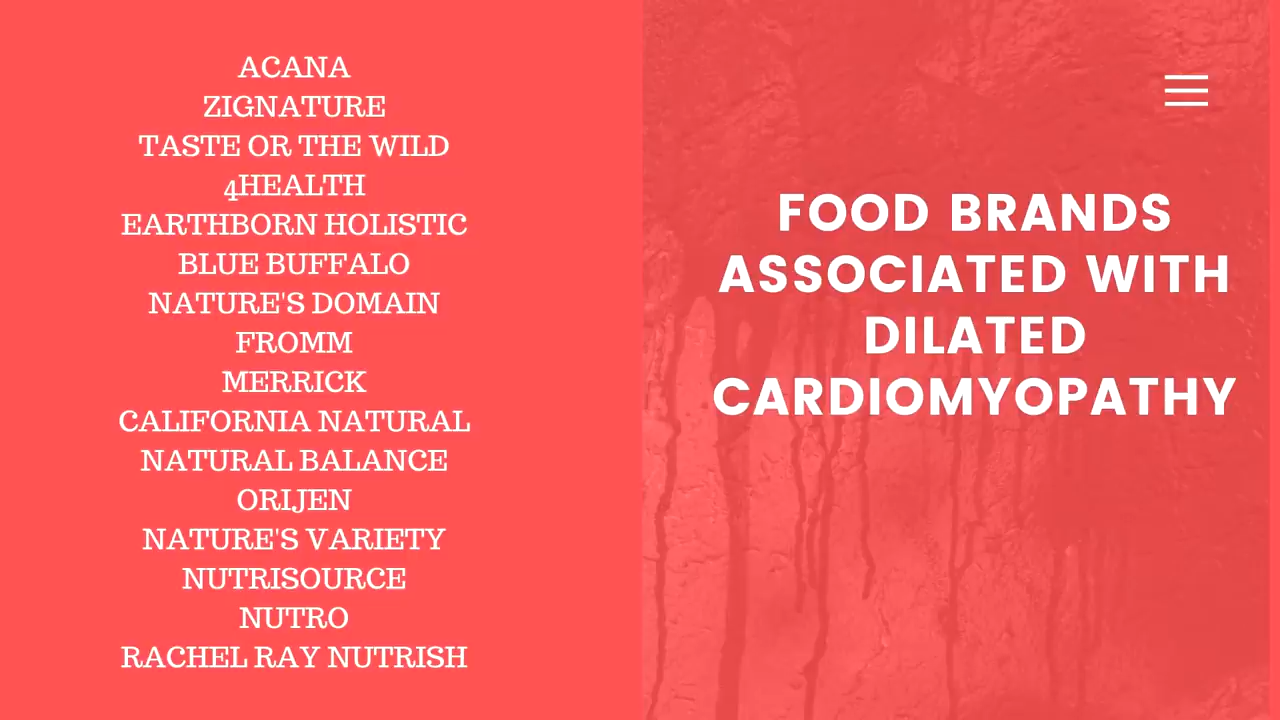 ACANA
ZIGNATURE
TASTE OR THE WILD
4HEALTH
EARTHBORN HOLISTIC
BLUE BUFFALO
NATURE'S DOMAIN
FROMM
MERRICK
CALIFORNIA NATURAL
NATURAL BALANCE
ORIJEN
NATURE'S VARIETY
NUTRISOURCE
NUTRO
RACHEL RAY NUTRISH
FOOD BRANDS
ASSOCIATED WITH
DILATED
CARDIOMYOPATHY